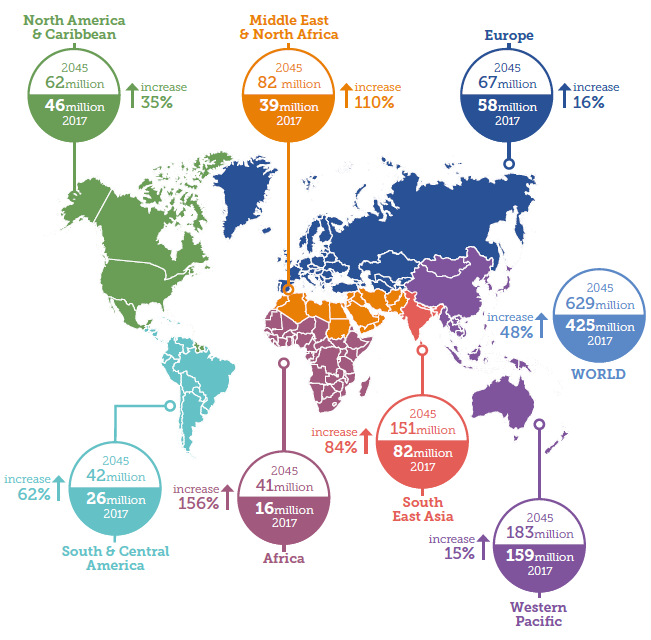 North America
& Caribbean
2045
62million
46million
2017
increase
35%
Middle East
& North Africa
2045
82 million
39million
2017
increase
110%
Europe
2045
67million
58million
2017
increase
16%
2045
629million
425million
2017
increase
48%
WORLD
2045
151million
82million
2017
increase
84%
South
East Asia
2045
42million
26million
2017
increase
62%
South & Central
America
2045
41million
16million
2017
increase
156%
Africa
2045
183million
159million
2017
increase
15%
Western
Pacific